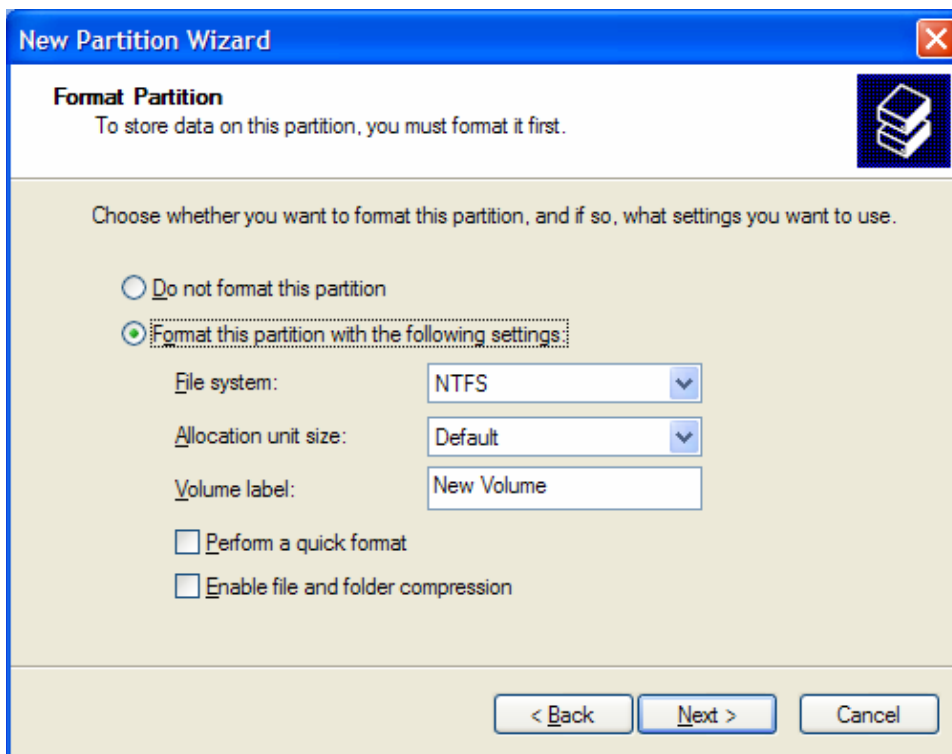 New Partition Wizard
Format Partition
To store data on this partition, you must format it first.
Choose whether you want to format this partition, and if so, what settings you want to use.
Do not format this partition
Format this partition with the following settings:
File system: NTFS
Allocation unit size: Default
Volume label: New Volume
Perform a quick format
Enable file and folder compression
< Back Next > Cancel